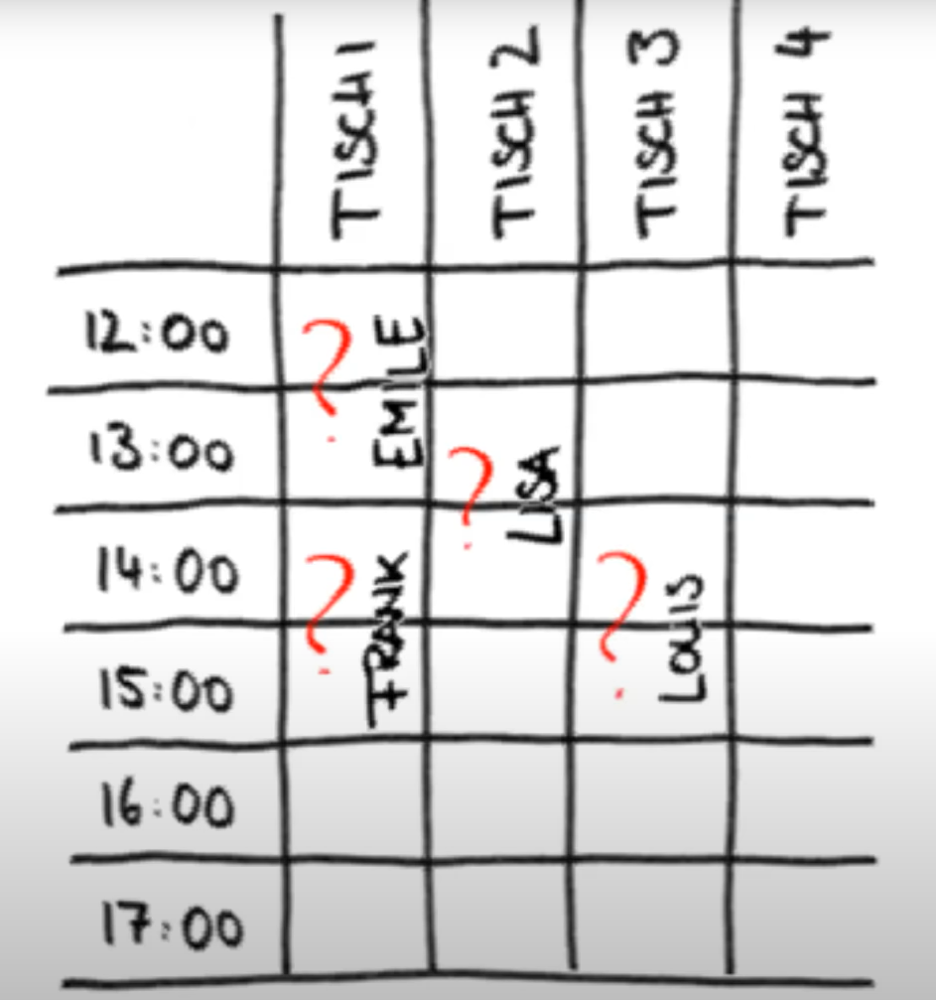 TISCH 1 TISCH 2 TISCH 3 TISCH 4
12:00 ? EMILE
13:00 ? LISA
14:00 ? FRANK ? LOUIS
15:00
16:00
17:00